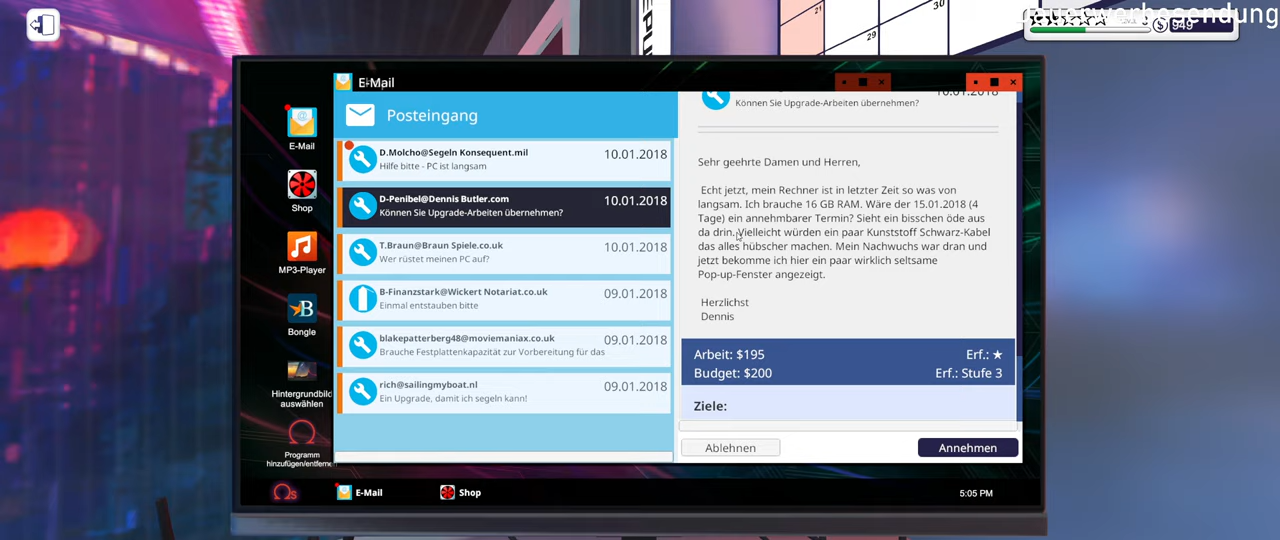 Dauerwerbesendung
21
30
29
949
E-Mail
Posteingang
D.Molcho@Segeln Konsequent.mil
10.01.2018
Hilfe bitte - PC ist langsam
D-Penibel@Dennis Butler.com
10.01.2018
Können Sie Upgrade-Arbeiten übernehmen?
T.Braun@Braun Spiele.co.uk
10.01.2018
Wer rüstet meinen PC auf?
B-Finanzstark@Wickert Notariat.co.uk
09.01.2018
Einmal entstauben bitte
blakepatterberg48@moviemaniax.co.uk
09.01.2018
Brauche Festplattenkapazität zur Vorbereitung für das
rich@sailingmyboat.nl
09.01.2018
Ein Upgrade, damit ich segeln kann!
10.01.2018
Können Sie Upgrade-Arbeiten übernehmen?
Sehr geehrte Damen und Herren,
Echt jetzt, mein Rechner ist in letzter Zeit so was von
langsam. Ich brauche 16 GB RAM. Wäre der 15.01.2018 (4
Tage) ein annehmbarer Termin? Sieht ein bisschen öde aus
da drin. Vielleicht würden ein paar Kunststoff Schwarz-Kabel
das alles hübscher machen. Mein Nachwuchs war dran und
jetzt bekomme ich hier ein paar wirklich seltsame
Pop-up-Fenster angezeigt.
Herzlichst
Dennis
Arbeit: $195
Erf.: ★
Budget: $200
Erf.: Stufe 3
Ziele:
Ablehnen
Annehmen
E-Mail
Shop
MP3-Player
Bongle
Hintergrundbild
auswählen
Programm
hinzufügen/entfernen
E-Mail
Shop
5:05 PM